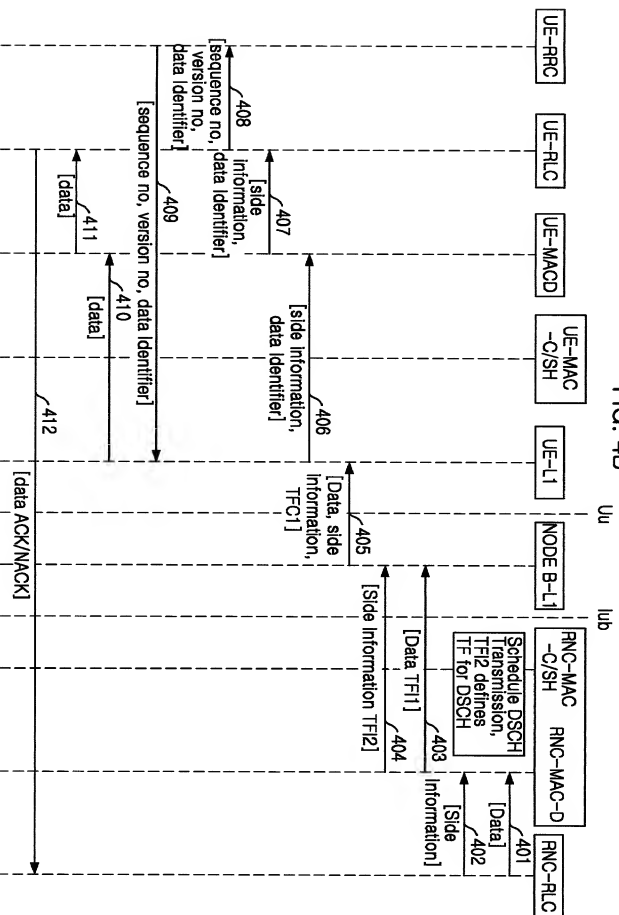 FIG. 4B
UE-RRC
UE-RLC
UE-MACD
UE-MAC
-C/SH
UE-L1
Uu
NODE B-L1
Iub
RNC-MAC
-C/SH
RNC-MAC-D
RNC-RLC
401
[Data]
402
[Side
Information]
Schedule DSCH
Transmission,
TFI2 defines
TF for DSCH
403
[Data TFI1]
404
[Side Information TFI2]
405
[Data, side
information,
TFC1]
406
[side information,
data Identifier]
407
[side
information,
data Identifier]
408
[sequence no,
version no,
data Identifier]
409
[sequence no, version no, data Identifier]
410
[data]
411
[data]
412
[data ACK/NACK]